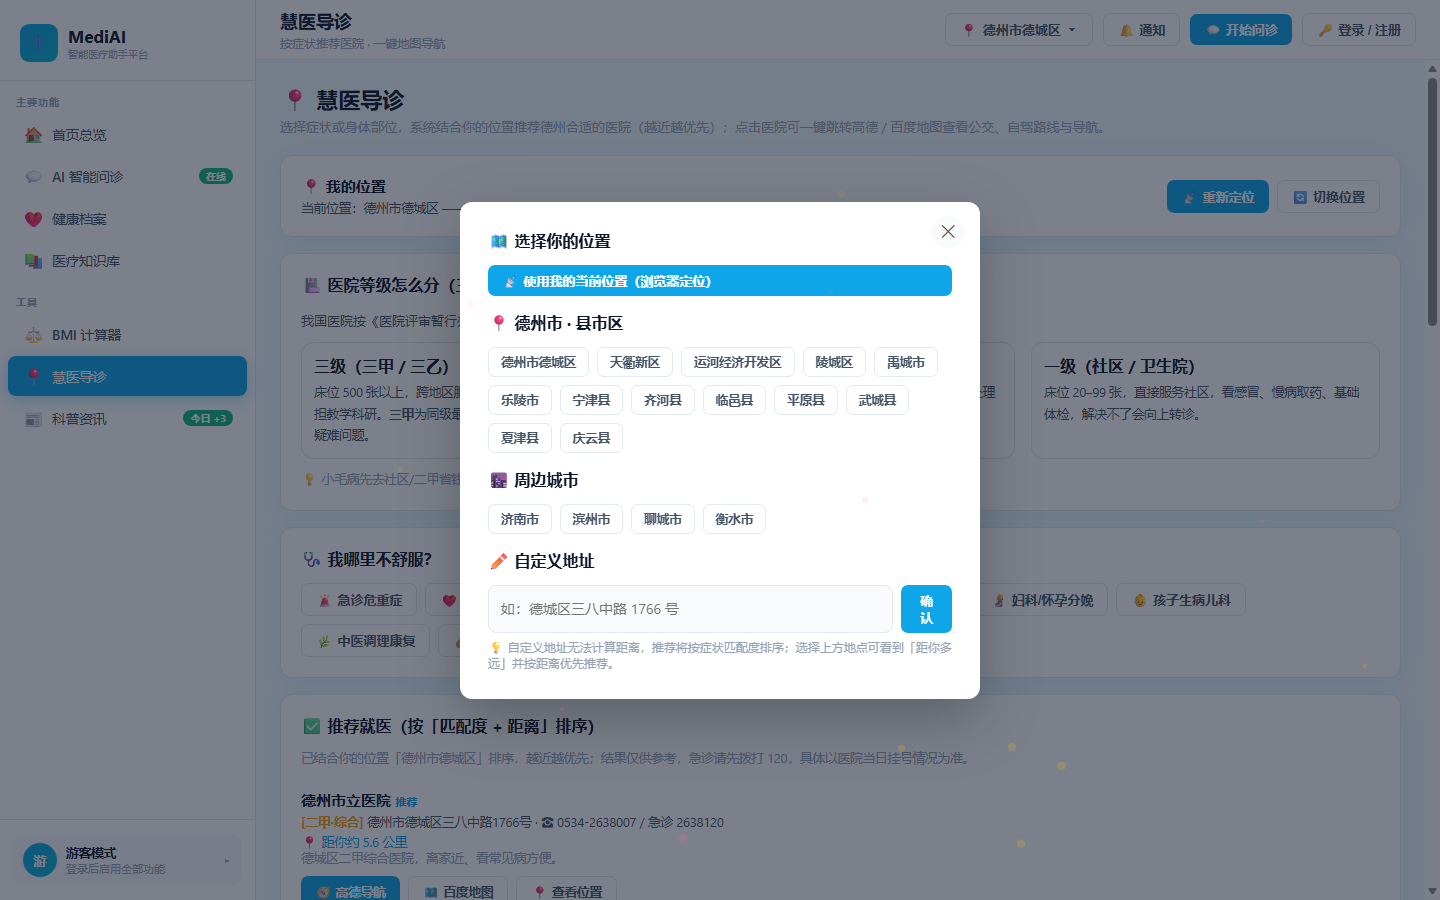 MediAI
智能医疗助手平台
主要功能
首页总览
AI 智能问诊
在线
健康档案
医疗知识库
工具
BMI 计算器
慧医导诊
科普资讯
今日 +3
游
游客模式
登录后启用全部功能
慧医导诊
按症状推荐医院 · 一键地图导航
德州市德城区
通知
开始问诊
登录 / 注册
慧医导诊
选择症状或身体部位，系统结合你的位置推荐德州合适的医院（越近越优先）；点击医院可一键跳转高德 / 百度地图查看公交、自驾路线与导航。
我的位置
当前位置：德州市德城区 —
重新定位
切换位置
医院等级怎么分（三
我国医院按《医院评审暂行
三级（三甲 / 三乙）
床位 500 张以上，跨地区
担教学科研。三甲为同级
疑难问题。
理
一级（社区 / 卫生院）
床位 20–99 张，直接服务社区，看感冒、慢病取药、基础
体检，解决不了会向上转诊。
小毛病先去社区/二甲省钱
我哪里不舒服？
急诊危重症
妇科/怀孕分娩
孩子生病儿科
中医调理康复
推荐就医（按「匹配度 + 距离」排序）
已结合你的位置「德州市德城区」排序，越近越优先；结果仅供参考，急诊请先拨打 120，具体以医院当日挂号情况为准。
德州市立医院 推荐
[二甲·综合] 德州市德城区三八中路1766号 · ☎ 0534-2638007 / 急诊 2638120
距你约 5.6 公里
德城区二甲综合医院，离家近、看常见病方便。
高德导航
百度地图
查看位置
选择你的位置
使用我的当前位置（浏览器定位）
德州市 · 县市区
德州市德城区
天衢新区
运河经济开发区
陵城区
禹城市
乐陵市
宁津县
齐河县
临邑县
平原县
武城县
夏津县
庆云县
周边城市
济南市
滨州市
聊城市
衡水市
自定义地址
如：德城区三八中路 1766 号
确
认
自定义地址无法计算距离，推荐将按症状匹配度排序；选择上方地点可看到「距你多
远」并按距离优先推荐。